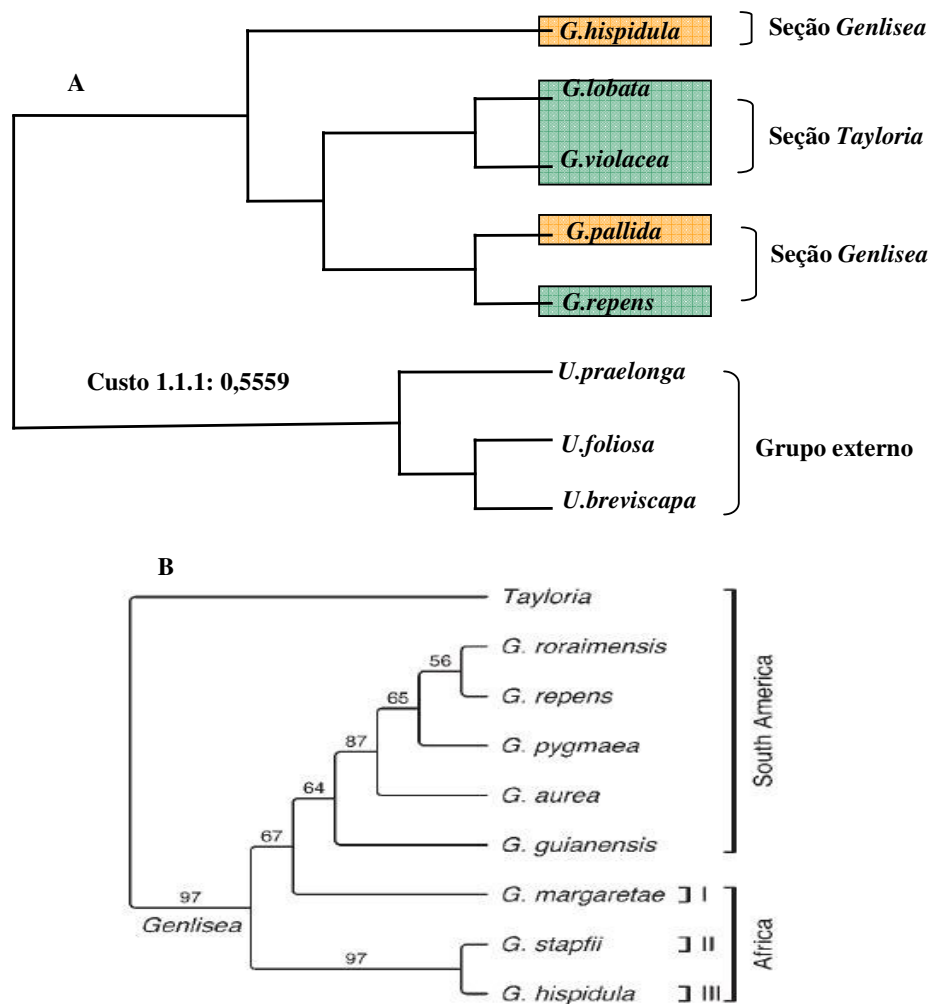 G.hispidula
Seção Genlisea
A
G.lobata
Seção Tayloria
G.violacea
G.pallida
Seção Genlisea
G.repens
Custo 1.1.1: 0,5559
U.praelonga
U.foliosa
Grupo externo
U.breviscapa
B
Tayloria
56
G. roraimensis
65
G. repens
87
G. pygmaea
64
G. aurea
67
G. guianensis
South America
97
Genlisea
G. margaretae I
97
G. stapfii II
G. hispidula III
Africa